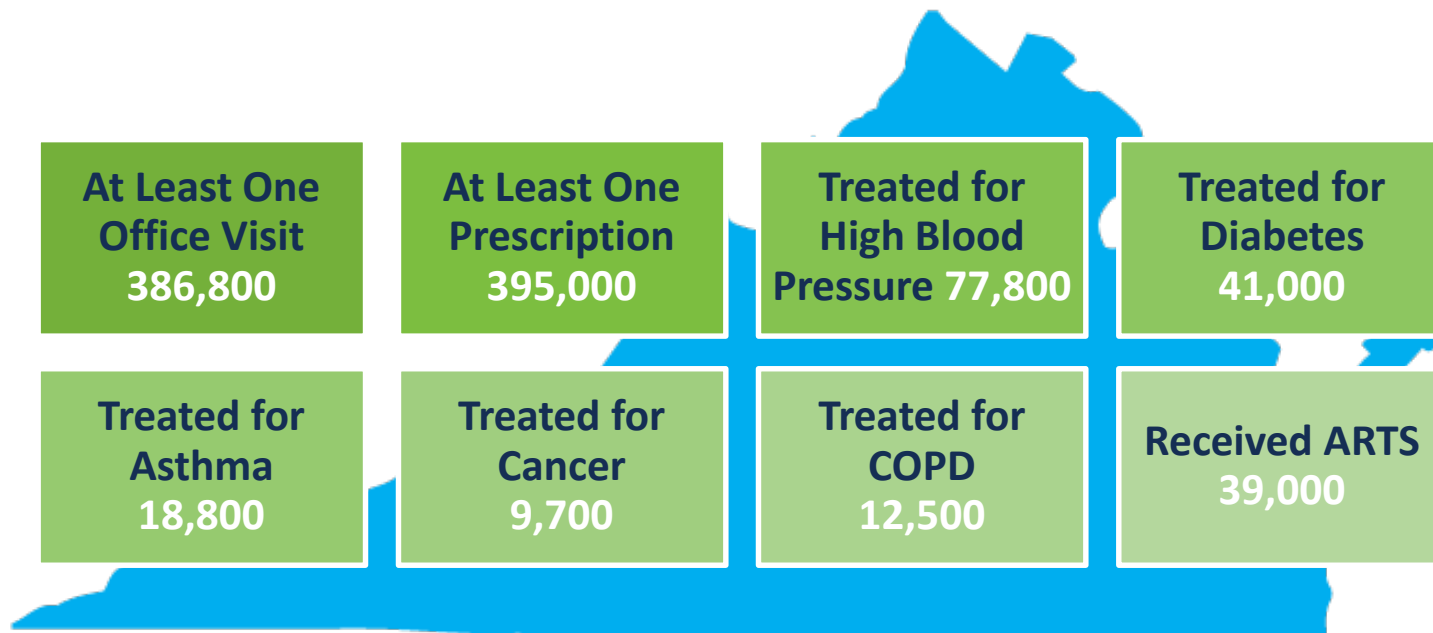 At Least One
Office Visit
386,800
At Least One
Prescription
395,000
Treated for
High Blood
Pressure 77,800
Treated for
Diabetes
41,000
Treated for
Asthma
18,800
Treated for
Cancer
9,700
Treated for
COPD
12,500
Received ARTS
39,000